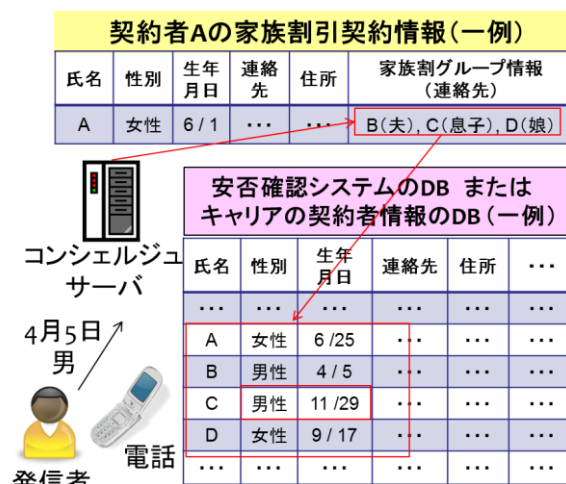 契約者Aの家族割引契約情報(一例)
氏名 性別 生年月日 連絡先 住所 家族割グループ情報(連絡先)
A 女性 6 / 1 ・・・ ・・・ B(夫), C(息子), D(娘)
安否確認システムのDB または
キャリアの契約者情報のDB(一例)
コンシェルジュ
サーバ
氏名 性別 生年月日 連絡先 住所 ・・・
・・・ ・・・ ・・・ ・・・ ・・・ ・・・
A 女性 6 /25 ・・・ ・・・ ・・・
B 男性 4 / 5 ・・・ ・・・ ・・・
C 男性 11 /29 ・・・ ・・・ ・・・
D 女性 9 / 17 ・・・ ・・・ ・・・
・・・ ・・・ ・・・ ・・・ ・・・ ・・・
4月5日
男
電話
発信者